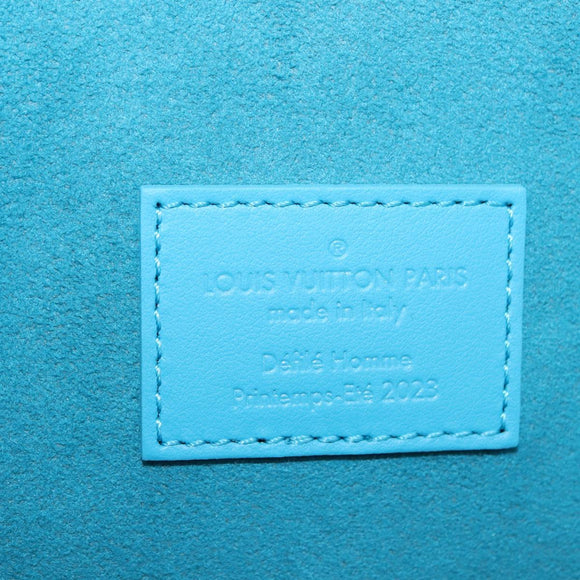 ®
LOUIS VUITTON PARIS
made in Italy
Défilé Homme
Printemps-Eté 2023